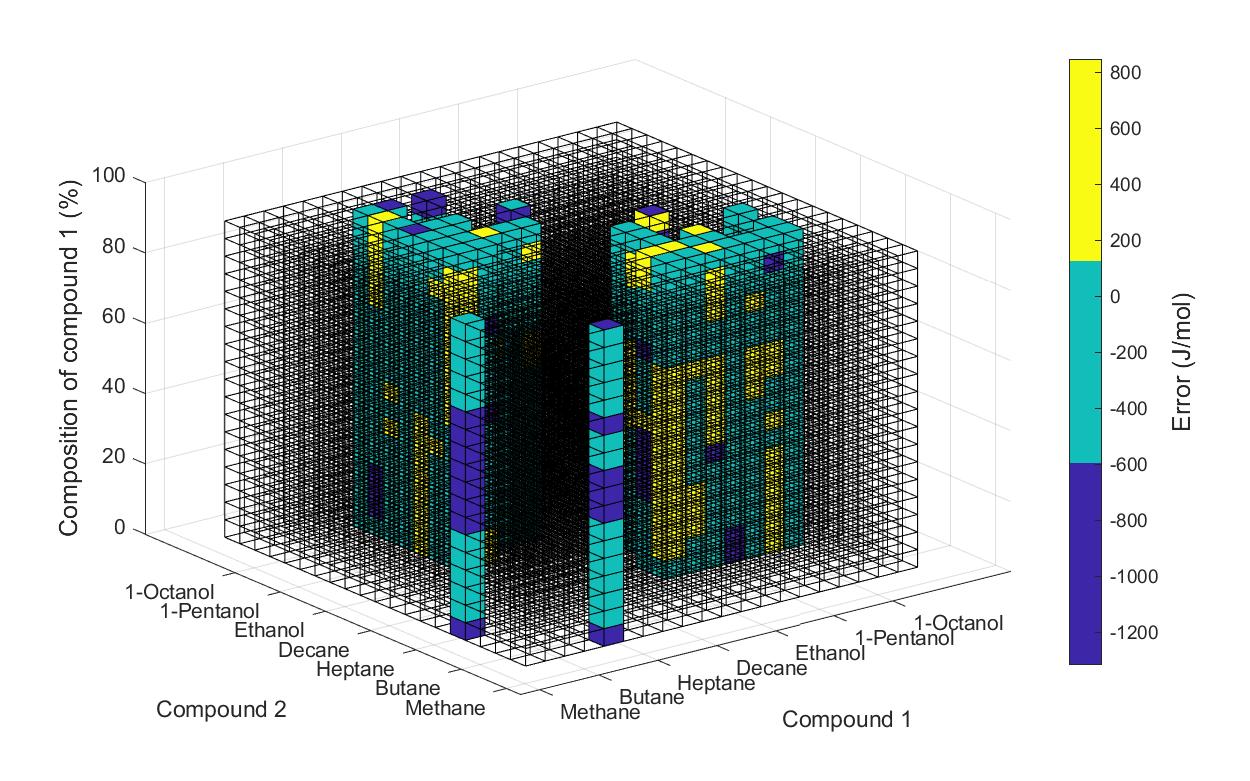 Composition of compound 1 (%)
100
80
60
40
20
0
1-Octanol
1-Pentanol
Ethanol
Decane
Heptane
Butane
Methane
Compound 2
Methane
Butane
Heptane
Decane
Ethanol
1-Pentanol
1-Octanol
Compound 1
800
600
400
200
0
-200
-400
-600
-800
-1000
-1200
Error (J/mol)